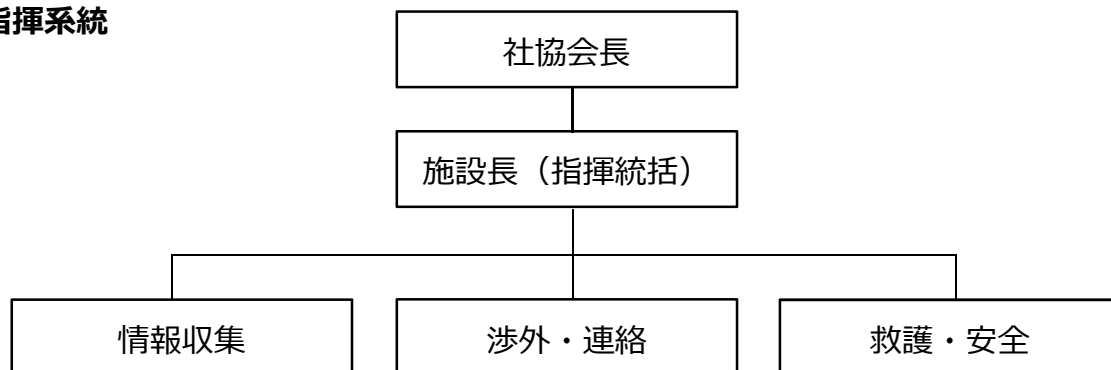 指揮系統
社協会長
施設長（指揮統括）
情報収集
渉外・連絡
救護・安全